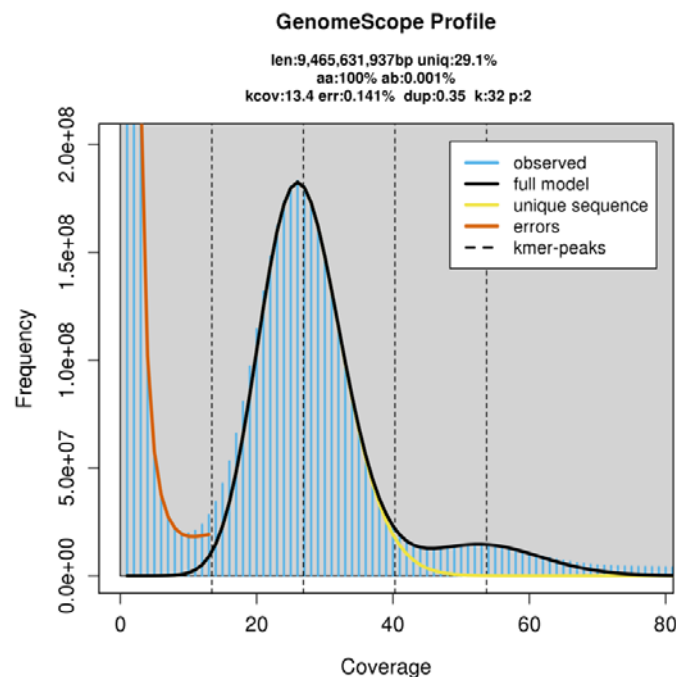 GenomeScope Profile
len:9,465,631,937bp uniq:29.1%
aa:100% ab:0.001%
kcov:13.4 err:0.141% dup:0.35 k:32 p:2
observed
full model
unique sequence
errors
kmer-peaks
Frequency
2.0e+08
1.5e+08
1.0e+08
5.0e+07
0.0e+00
0 20 40 60 80
Coverage